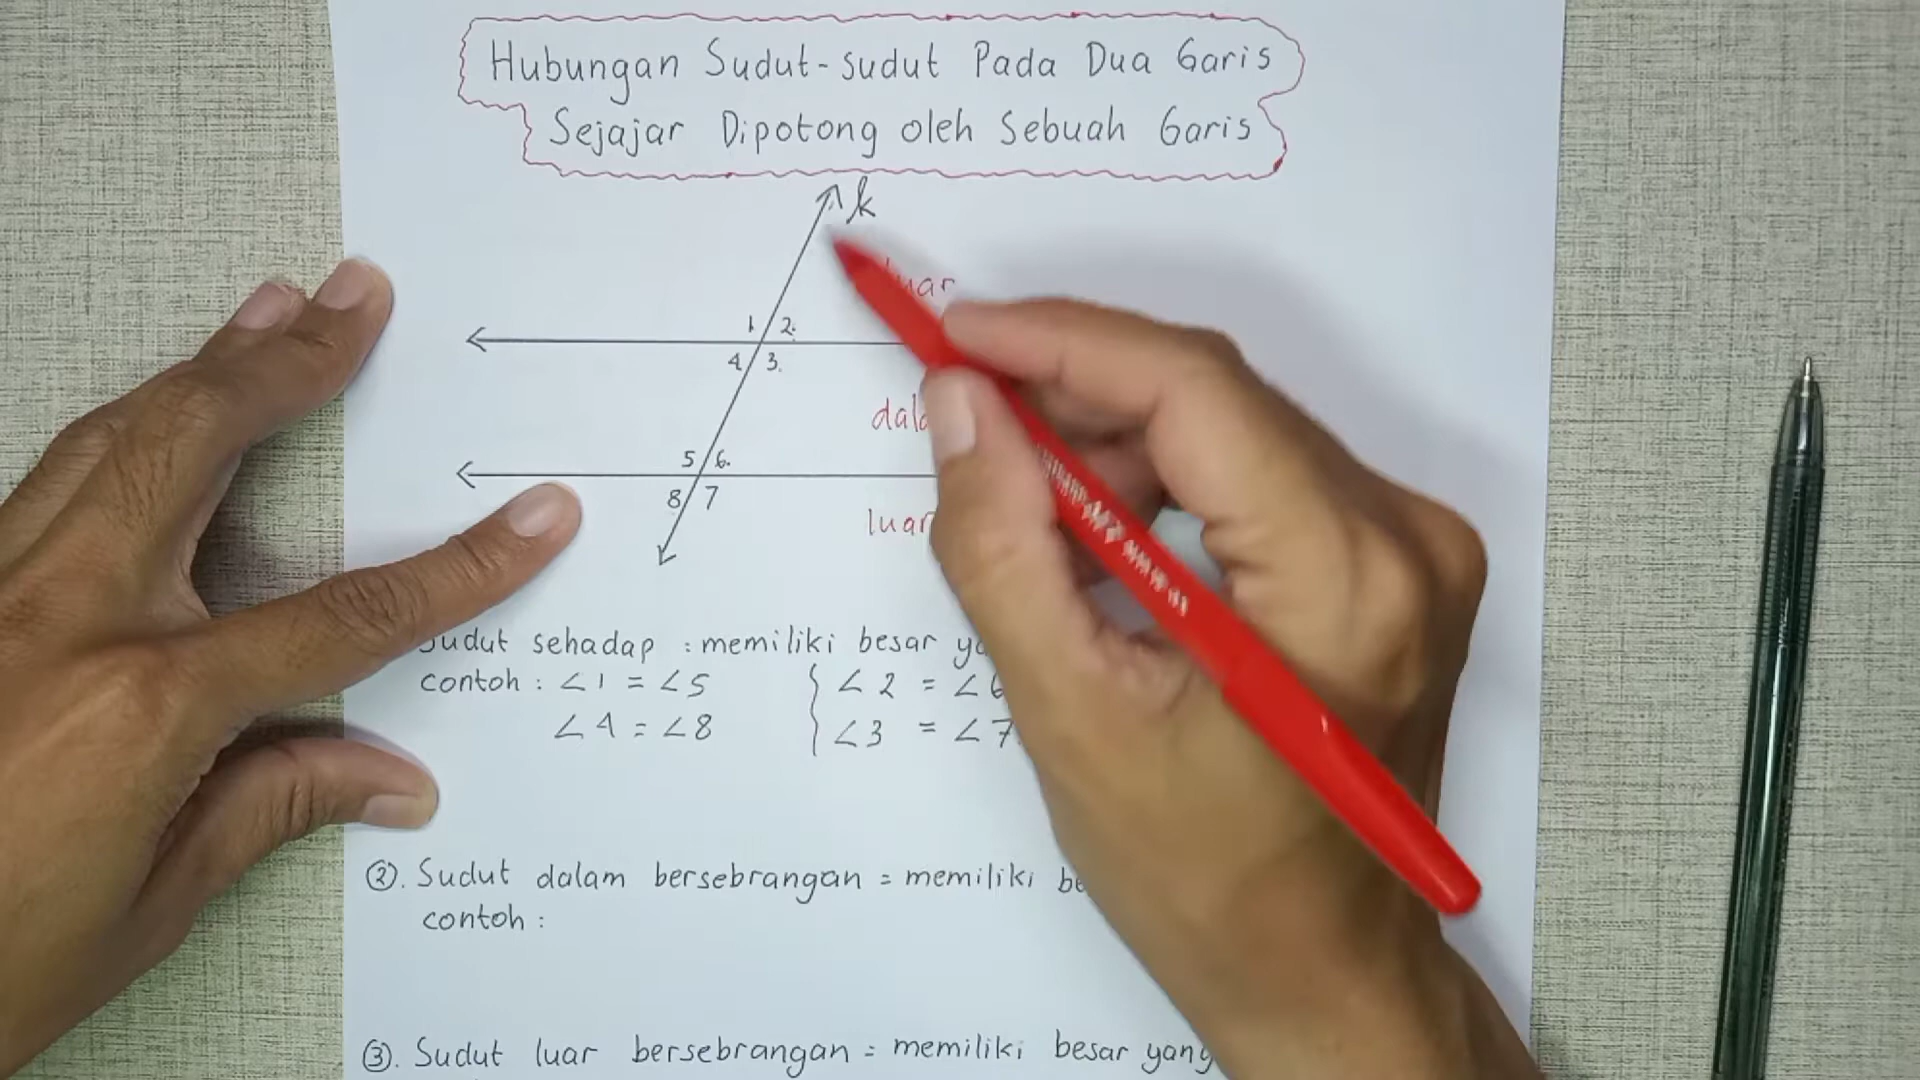 Hubungan Sudut-sudut Pada Dua Garis
Sejajar Dipotong oleh Sebuah Garis
k
luar
1 2.
4 3.
5 6.
8 7
luar
Sudut sehadap : memiliki besar
contoh : ∠1 = ∠5 ∠2 = ∠6
∠4 = ∠8 ∠3 = ∠7
②. Sudut dalam bersebrangan = memiliki
contoh :
③. Sudut luar bersebrangan = memiliki besar yang